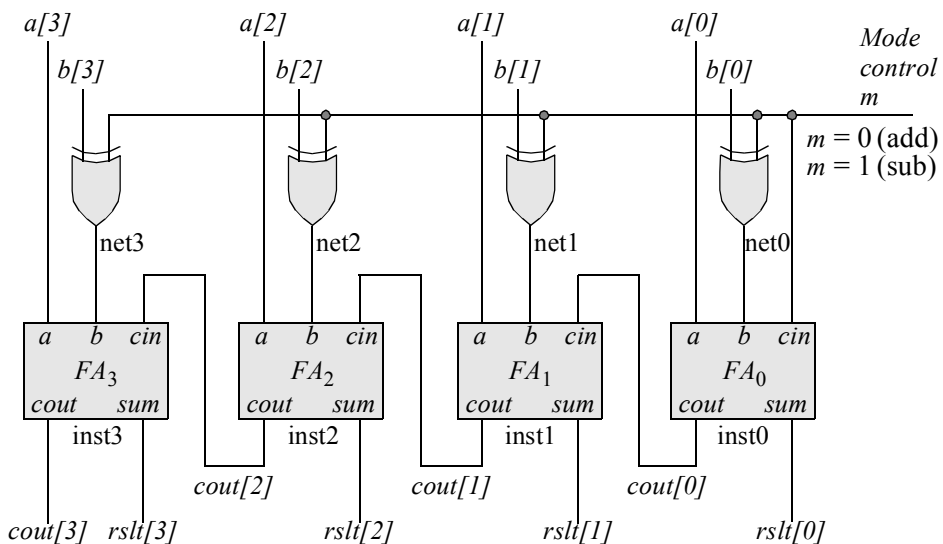 a[3] a[2] a[1] a[0]
Mode
control
m
b[3] b[2] b[1] b[0]
m = 0 (add)
m = 1 (sub)
net3 net2 net1 net0
a b cin a b cin a b cin a b cin
FA3 FA2 FA1 FA0
cout sum cout sum cout sum cout sum
inst3 inst2 inst1 inst0
cout[2] cout[1] cout[0]
cout[3] rslt[3] rslt[2] rslt[1] rslt[0]